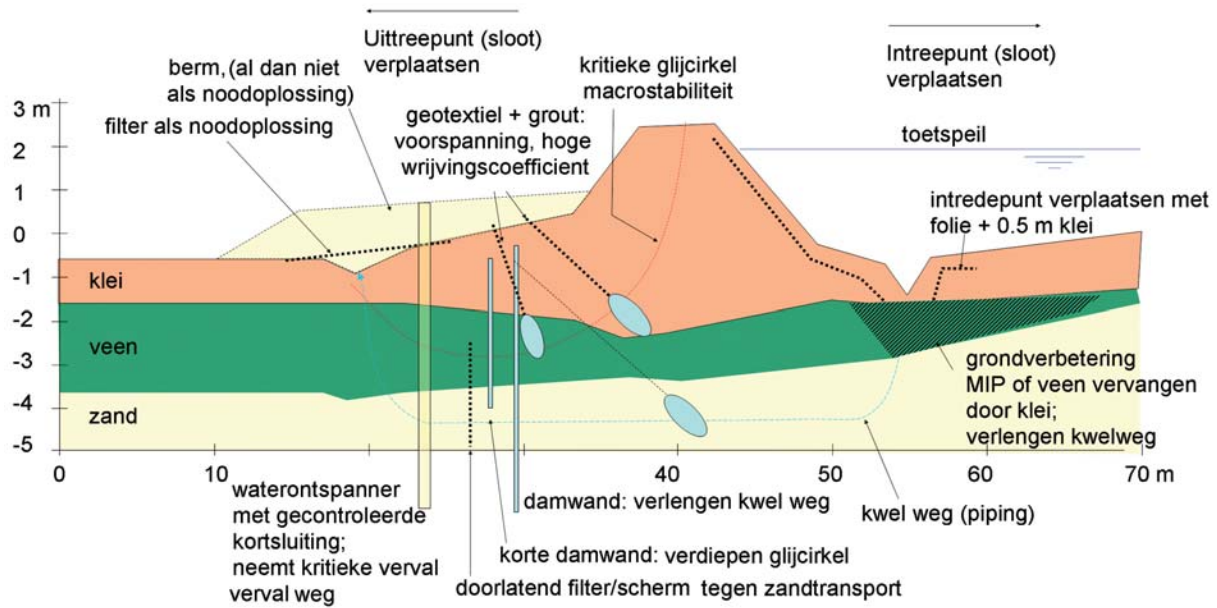 Uittreepunt (sloot)
verplaatsen
Intreepunt (sloot)
verplaatsen
berm,(al dan niet
als noodoplossing)
filter als noodoplossing
geotextiel + grout:
voorspanning, hoge
wrijvingscoefficient
kritieke glijcirkel
macrostabiliteit
toetspeil
intredepunt verplaatsen met
folie + 0.5 m klei
3 m
2
1
0
-1
-2
-3
-4
-5
klei
veen
zand
grondverbetering
MIP of veen vervangen
door klei;
verlengen kwelweg
0
10
40
50
60
70 m
waterontspanner
met gecontroleerde
kortsluiting;
neemt kritieke verval
verval weg
damwand: verlengen kwel weg
kwel weg (piping)
korte damwand: verdiepen glijcirkel
doorlatend filter/scherm tegen zandtransport